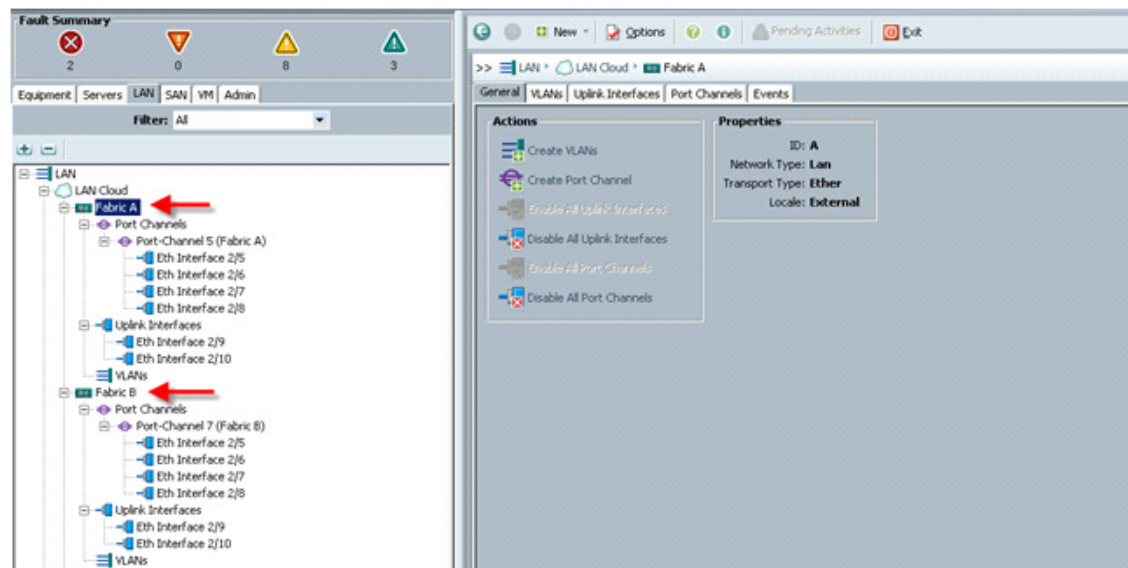 Fault Summary
2 0 8 3
Equipment Servers LAN SAN VM Admin
Filter: All
LAN
LAN Cloud
Fabric A
Port Channels
Port-Channel 5 (Fabric A)
Eth Interface 2/5
Eth Interface 2/6
Eth Interface 2/7
Eth Interface 2/8
Uplink Interfaces
Eth Interface 2/9
Eth Interface 2/10
VLANs
Fabric B
Port Channels
Port-Channel 7 (Fabric B)
Eth Interface 2/5
Eth Interface 2/6
Eth Interface 2/7
Eth Interface 2/8
Uplink Interfaces
Eth Interface 2/9
Eth Interface 2/10
VLANs
New Options Pending Activities Exit
>> LAN LAN Cloud Fabric A
General VLANs Uplink Interfaces Port Channels Events
Actions
Create VLANs
Create Port Channel
Enable All Uplink Interfaces
Disable All Uplink Interfaces
Enable All Port Channels
Disable All Port Channels
Properties
ID: A
Network Type: Lan
Transport Type: Ether
Locale: External